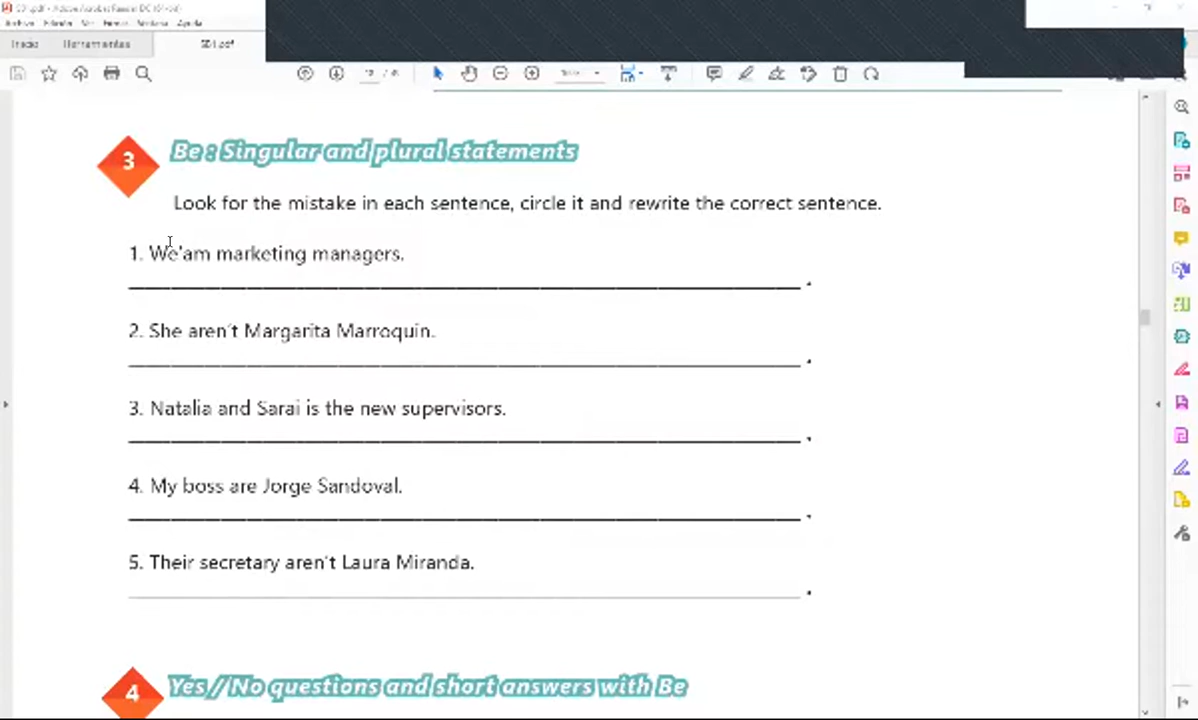 Inicio Herramientas SD1.pdf
3
Be : Singular and plural statements
Look for the mistake in each sentence, circle it and rewrite the correct sentence.
1. We'am marketing managers.
2. She aren't Margarita Marroquin.
3. Natalia and Sarai is the new supervisors.
4. My boss are Jorge Sandoval.
5. Their secretary aren't Laura Miranda.
4
Yes//No questions and short answers with Be